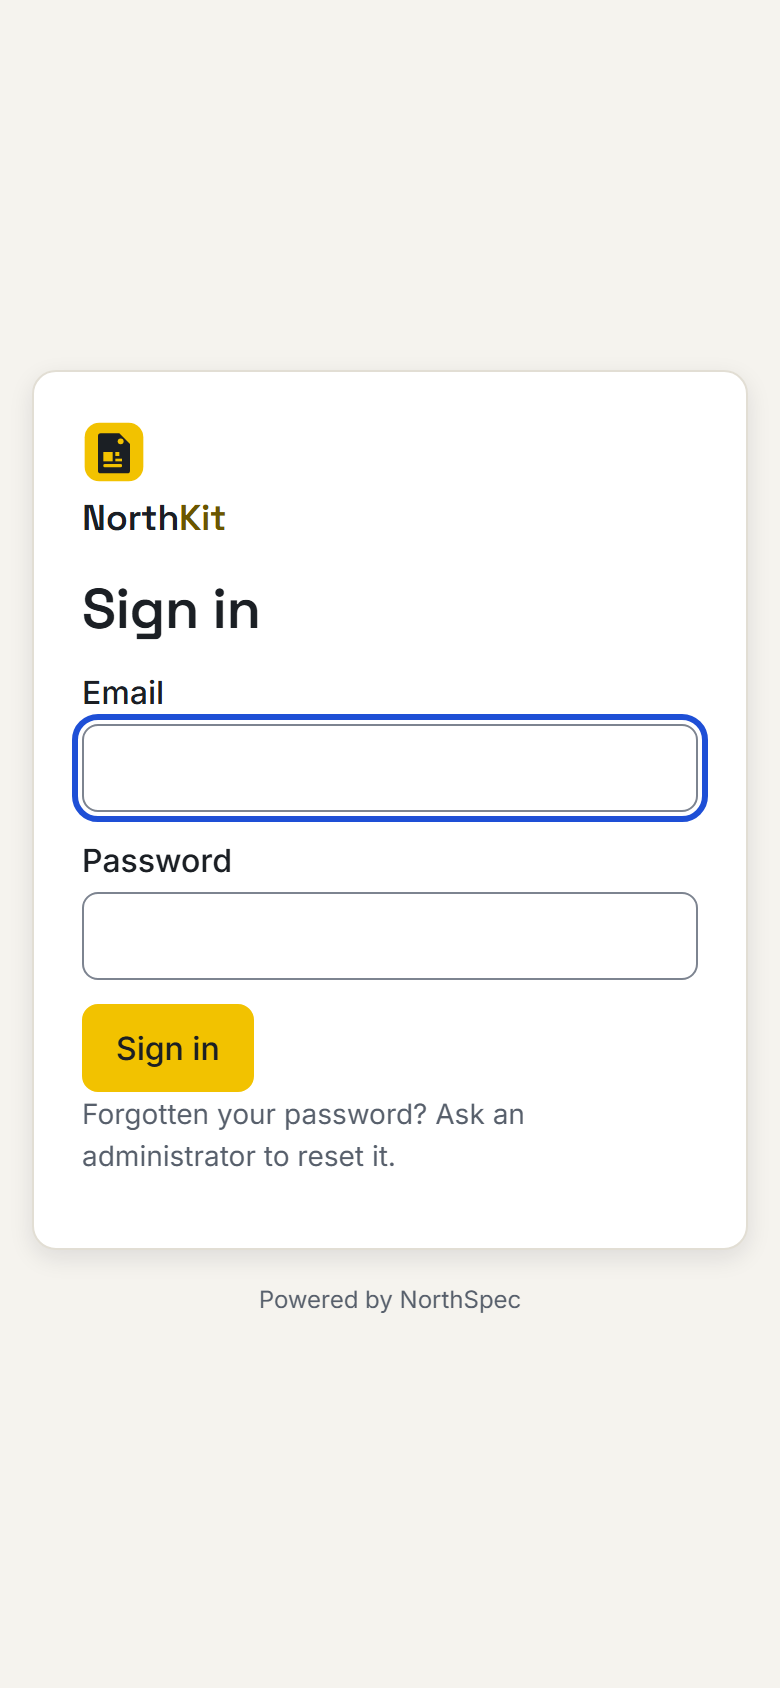 NorthKit
Sign in
Email
Password
Sign in
Forgotten your password? Ask an
administrator to reset it.
Powered by NorthSpec